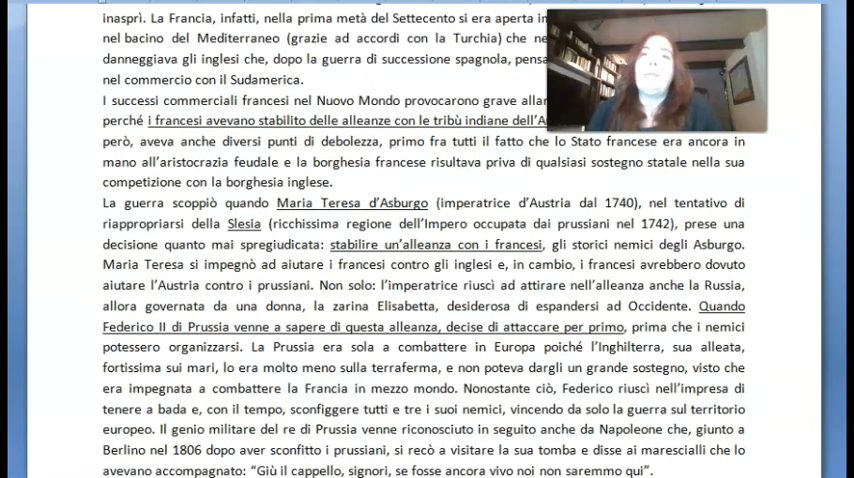 inasprì. La Francia, infatti, nella prima metà del Settecento si era aperta in
nel bacino del Mediterraneo (grazie ad accordi con la Turchia) che ne
danneggiava gli inglesi che, dopo la guerra di successione spagnola, pensa
nel commercio con il Sudamerica.
I successi commerciali francesi nel Nuovo Mondo provocarono grave allar
perché i francesi avevano stabilito delle alleanze con le tribù indiane dell'A
però, aveva anche diversi punti di debolezza, primo fra tutti il fatto che lo Stato francese era ancora in
mano all'aristocrazia feudale e la borghesia francese risultava priva di qualsiasi sostegno statale nella sua
competizione con la borghesia inglese.
La guerra scoppiò quando Maria Teresa d'Asburgo (imperatrice d'Austria dal 1740), nel tentativo di
riappropriarsi della Slesia (ricchissima regione dell'Impero occupata dai prussiani nel 1742), prese una
decisione quanto mai spregiudicata: stabilire un'alleanza con i francesi, gli storici nemici degli Asburgo.
Maria Teresa si impegnò ad aiutare i francesi contro gli inglesi e, in cambio, i francesi avrebbero dovuto
aiutare l'Austria contro i prussiani. Non solo: l'imperatrice riuscì ad attirare nell'alleanza anche la Russia,
allora governata da una donna, la zarina Elisabetta, desiderosa di espandersi ad Occidente. Quando
Federico II di Prussia venne a sapere di questa alleanza, decise di attaccare per primo, prima che i nemici
potessero organizzarsi. La Prussia era sola a combattere in Europa poiché l'Inghilterra, sua alleata,
fortissima sui mari, lo era molto meno sulla terraferma, e non poteva dargli un grande sostegno, visto che
era impegnata a combattere la Francia in mezzo mondo. Nonostante ciò, Federico riuscì nell'impresa di
tenere a bada e, con il tempo, sconfiggere tutti e tre i suoi nemici, vincendo da solo la guerra sul territorio
europeo. Il genio militare del re di Prussia venne riconosciuto in seguito anche da Napoleone che, giunto a
Berlino nel 1806 dopo aver sconfitto i prussiani, si recò a visitare la sua tomba e disse ai marescialli che lo
avevano accompagnato: "Giù il cappello, signori, se fosse ancora vivo noi non saremmo qui".